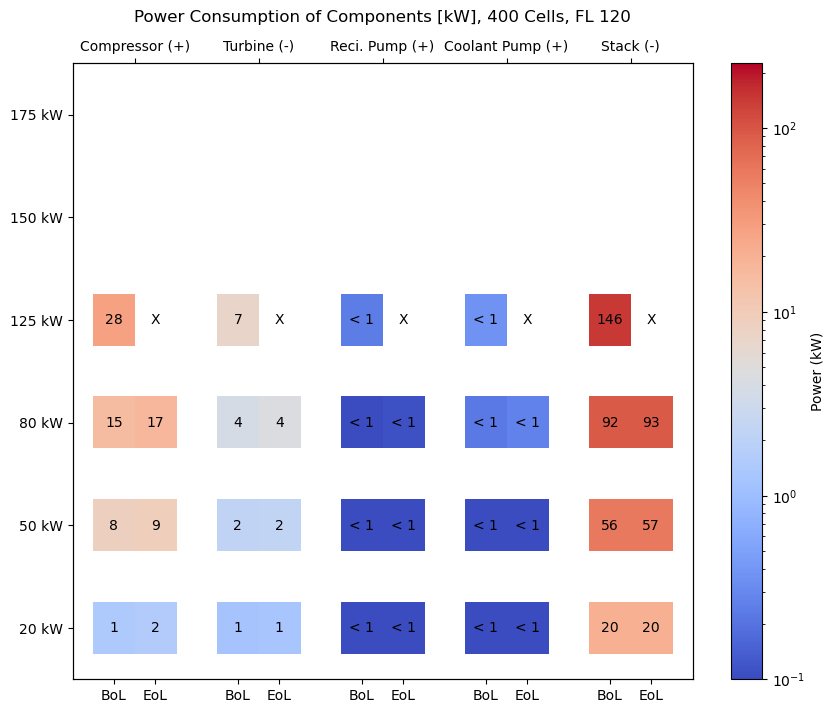 Power Consumption of Components [kW], 400 Cells, FL 120
Compressor (+) Turbine (-) Reci. Pump (+) Coolant Pump (+) Stack (-)
175 kW
150 kW
125 kW 28 X 7 X < 1 X < 1 X 146 X
80 kW 15 17 4 4 < 1 < 1 < 1 < 1 92 93
50 kW 8 9 2 2 < 1 < 1 < 1 < 1 56 57
20 kW 1 2 1 1 < 1 < 1 < 1 < 1 20 20
BoL EoL BoL EoL BoL EoL BoL EoL BoL EoL
10²
10¹
10⁰
10⁻¹
Power (kW)